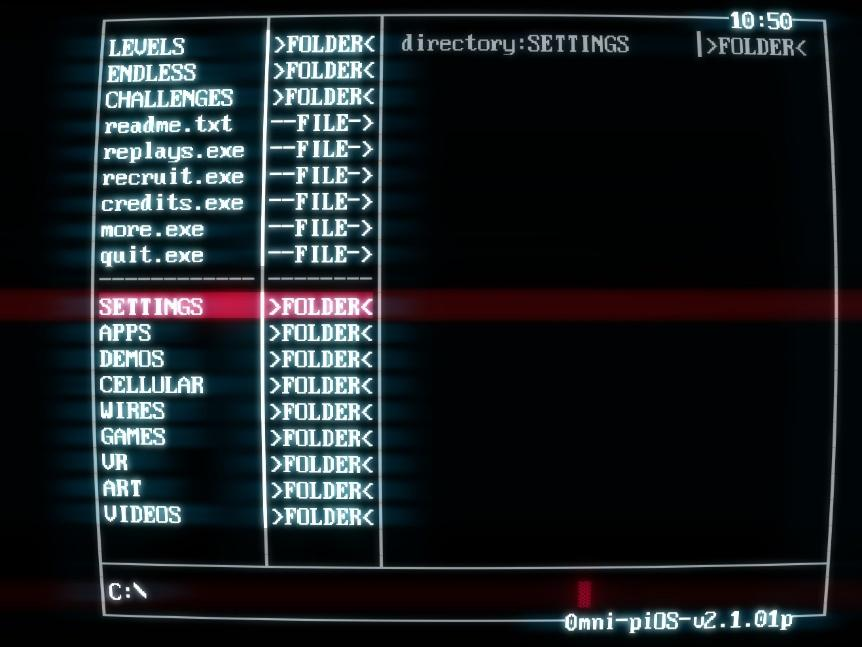 10:50
LEVELS >FOLDER< directory:SETTINGS |>FOLDER<
ENDLESS >FOLDER<
CHALLENGES >FOLDER<
readme.txt --FILE->
replays.exe --FILE->
recruit.exe --FILE->
credits.exe --FILE->
more.exe --FILE->
quit.exe --FILE->
------------ --------
SETTINGS >FOLDER<
APPS >FOLDER<
DEMOS >FOLDER<
CELLULAR >FOLDER<
WIRES >FOLDER<
GAMES >FOLDER<
VR >FOLDER<
ART >FOLDER<
VIDEOS >FOLDER<
C:\
0mni-piOS-v2.1.01p